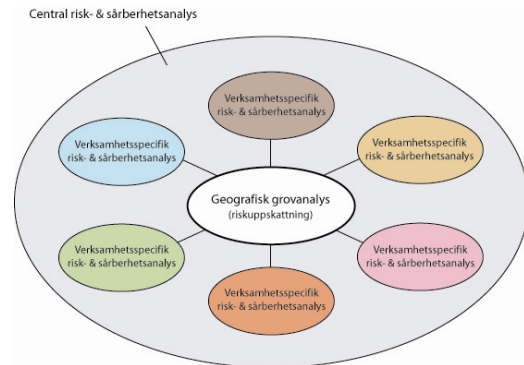 Central risk- & sårberhetsanalys
Verksamhetsspecifik
risk- & sårberhetsanalys
Verksamhetsspecifik
risk- & sårberhetsanalys
Verksamhetsspecifik
risk- & sårberhetsanalys
Geografisk grovanalys
(riskuppskattning)
Verksamhetsspecifik
risk- & sårberhetsanalys
Verksamhetsspecifik
risk- & sårberhetsanalys
Verksamhetsspecifik
risk- & sårberhetsanalys